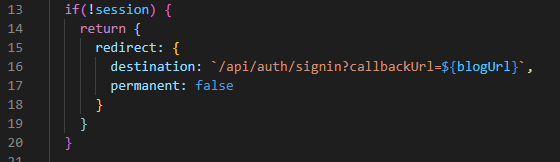 13 if(!session) {
14 return {
15 redirect: {
16 destination: `/api/auth/signin?callbackUrl=${blogUrl}`,
17 permanent: false
18 }
19 }
20 }